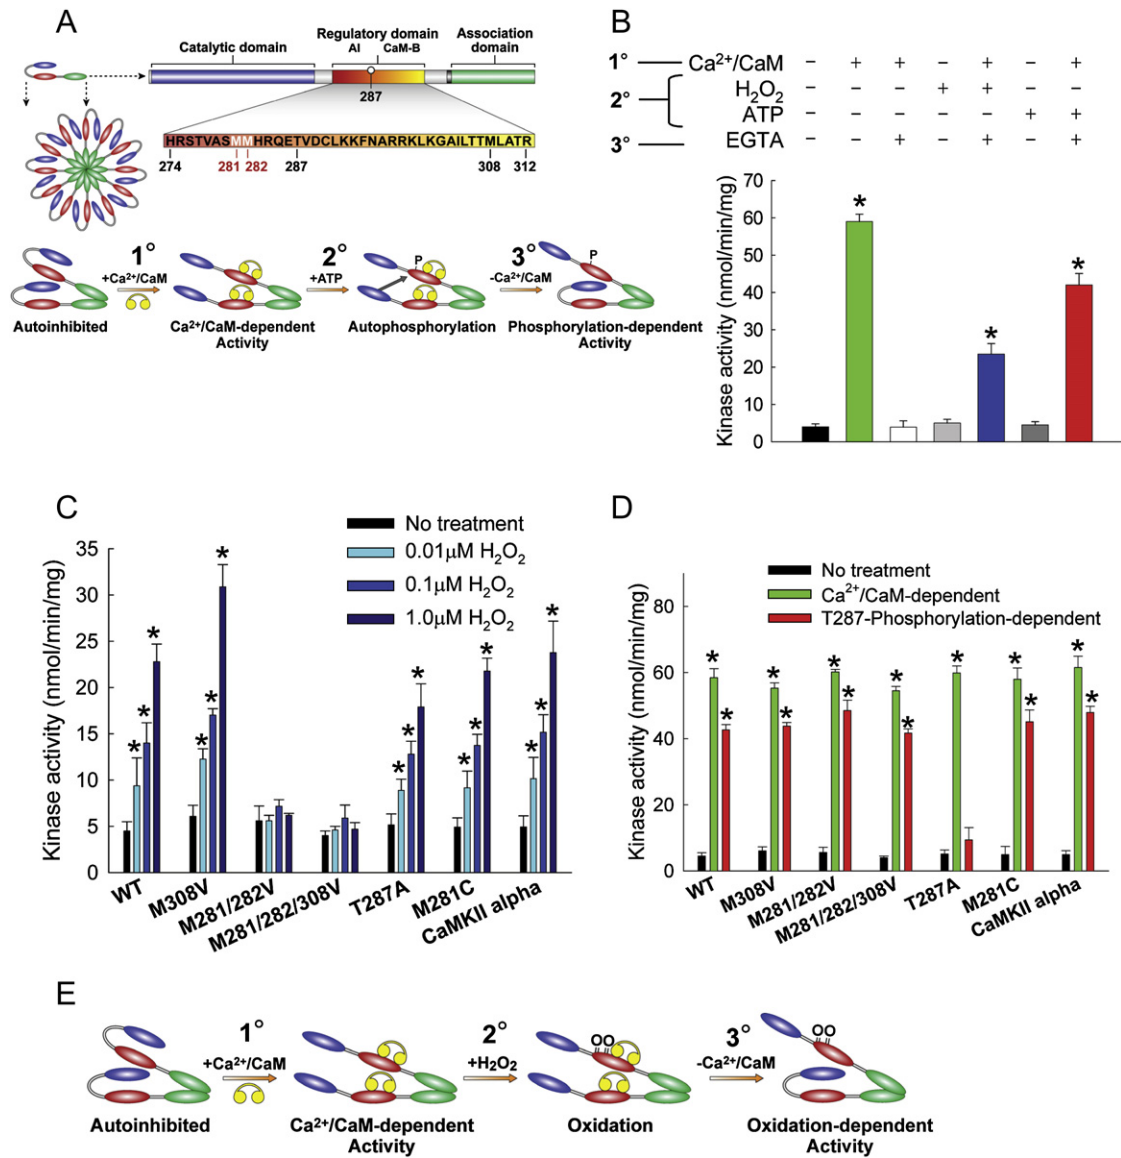 A
Catalytic domain
Regulatory domain
AI CaM-B
Association
domain
287
HRSTVASMMHRQETVDCLKKFNARRKLKGAILTTMLATR
274 281 282 287 308 312
1°
+Ca²⁺/CaM
2°
+ATP
3°
-Ca²⁺/CaM
P
P
Autoinhibited
Ca²⁺/CaM-dependent
Activity
Autophosphorylation
Phosphorylation-dependent
Activity
B
1° Ca²⁺/CaM – + + – + – +
2° H₂O₂ – – – + + – –
ATP – – – – – + +
3° EGTA – – + – + – +
Kinase activity (nmol/min/mg)
70
60
50
40
30
20
10
0
* * *
C
No treatment
0.01µM H₂O₂
0.1µM H₂O₂
1.0µM H₂O₂
Kinase activity (nmol/min/mg)
35
30
25
20
15
10
5
0
* * * * * * * * * * * * * * *
WT
M308V
M281/282V
M281/282/308V
T287A
M281C
CaMKII alpha
D
No treatment
Ca²⁺/CaM-dependent
T287-Phosphorylation-dependent
Kinase activity (nmol/min/mg)
80
60
40
20
0
* * * * * * * * * * * * *
WT
M308V
M281/282V
M281/282/308V
T287A
M281C
CaMKII alpha
E
1°
+Ca²⁺/CaM
2°
+H₂O₂
3°
-Ca²⁺/CaM
OO
OO
Autoinhibited
Ca²⁺/CaM-dependent
Activity
Oxidation
Oxidation-dependent
Activity